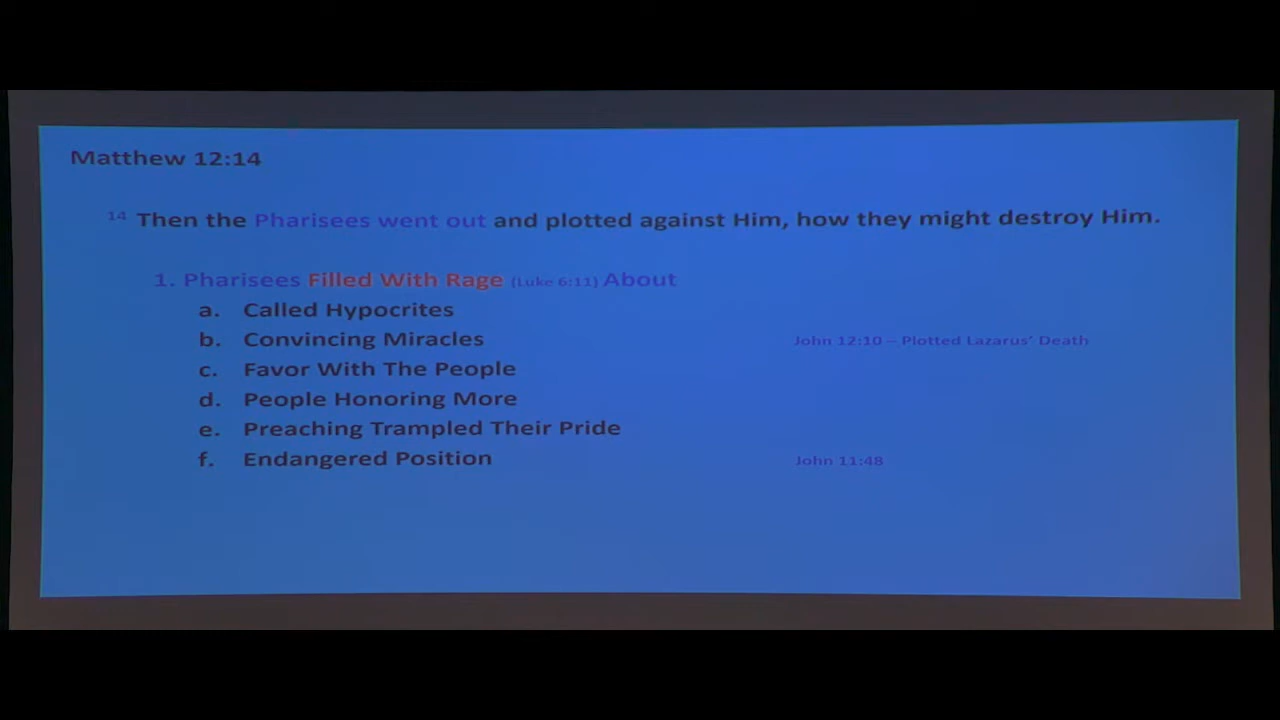 Matthew 12:14
14 Then the Pharisees went out and plotted against Him, how they might destroy Him.
1. Pharisees Filled With Rage (Luke 6:11) About
a. Called Hypocrites
b. Convincing Miracles John 12:10 – Plotted Lazarus' Death
c. Favor With The People
d. People Honoring More
e. Preaching Trampled Their Pride
f. Endangered Position John 11:48